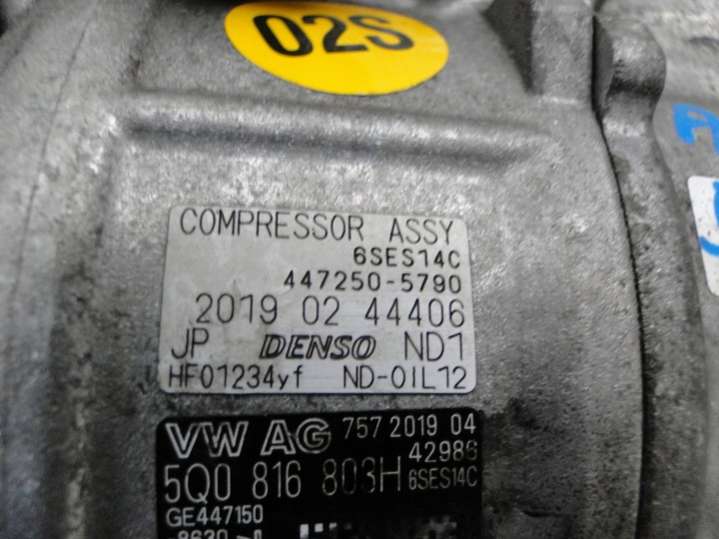 02S
COMPRESSOR ASSY
6SES14C
447250-5790
2019 02 44406
JP DENSO ND1
HF01234yf ND-OIL12
VW AG 757 2019 04
42986
5Q0 816 803H 6SES14C
GE447150